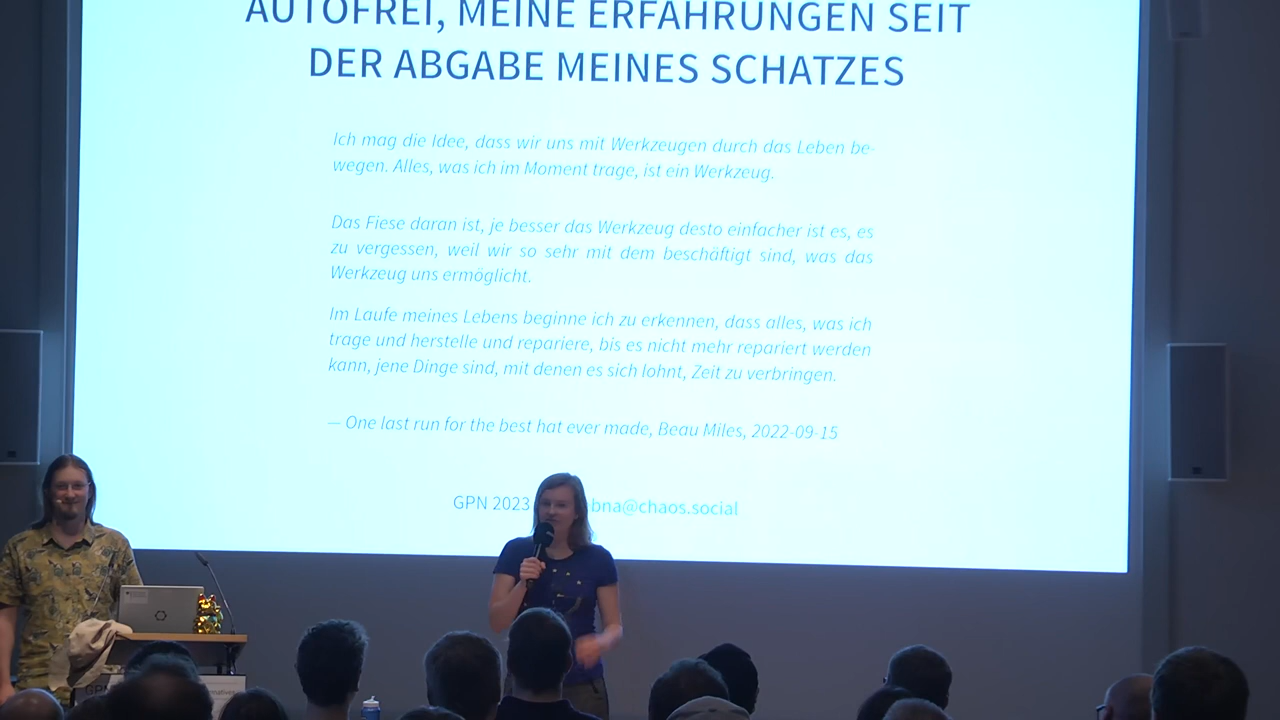 AUTOFREI, MEINE ERFAHRUNGEN SEIT
DER ABGABE MEINES SCHATZES
Ich mag die Idee, dass wir uns mit Werkzeugen durch das Leben be-
wegen. Alles, was ich im Moment trage, ist ein Werkzeug.
Das Fiese daran ist, je besser das Werkzeug desto einfacher ist es, es
zu vergessen, weil wir so sehr mit dem beschäftigt sind, was das
Werkzeug uns ermöglicht.
Im Laufe meines Lebens beginne ich zu erkennen, dass alles, was ich
trage und herstelle und repariere, bis es nicht mehr repariert werden
kann, jene Dinge sind, mit denen es sich lohnt, Zeit zu verbringen.
— One last run for the best hat ever made, Beau Miles, 2022-09-15
GPN 2023 bna@chaos.social